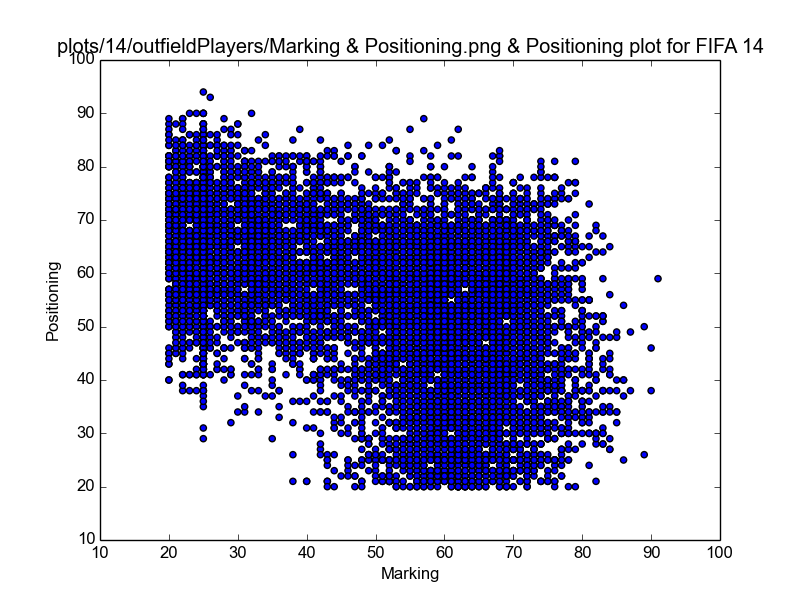 plots/14/outfieldPlayers/Marking & Positioning.png & Positioning plot for FIFA 14
100
90
80
70
60
50
40
30
20
10
Positioning
10 20 30 40 50 60 70 80 90 100
Marking